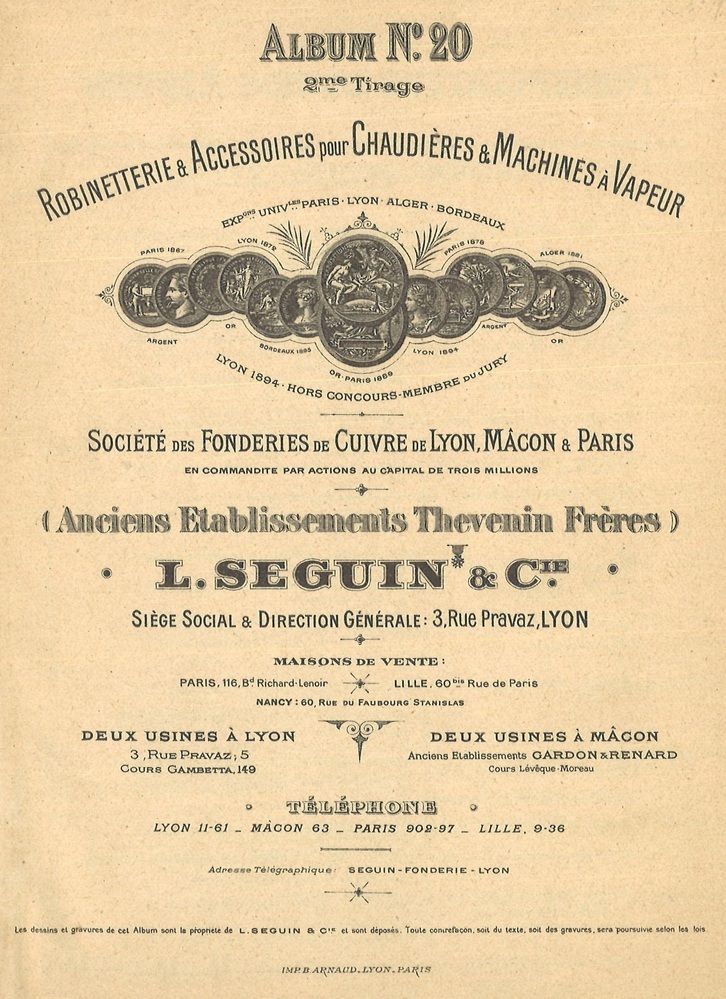 ALBUM No. 20
2me Tirage
ROBINETTERIE & ACCESSOIRES pour CHAUDIÈRES & MACHINES à VAPEUR
EXPons UNIVles PARIS · LYON · ALGER · BORDEAUX
PARIS 1867
LYON 1872
PARIS 1878
ALGER 1881
ARGENT
OR
BORDEAUX 1895
OR · PARIS 1889
LYON 1894
ARGENT
OR
LYON 1894 · HORS CONCOURS - MEMBRE DU JURY
SOCIÉTÉ DES FONDERIES DE CUIVRE DE LYON, MÂCON & PARIS
EN COMMANDITE PAR ACTIONS AU CAPITAL DE TROIS MILLIONS
(Anciens Etablissements Thevenin Frères)
· L. SEGUIN & CIE. ·
SIÈGE SOCIAL & DIRECTION GÉNÉRALE : 3, Rue Pravaz, LYON
MAISONS DE VENTE :
PARIS, 116, Bd Richard-Lenoir LILLE, 60bis Rue de Paris
NANCY : 60, RUE DU FAUBOURG STANISLAS
DEUX USINES À LYON
3, RUE PRAVAZ; 5
COURS GAMBETTA, 149
DEUX USINES À MÂCON
Anciens Etablissements GARDON & RENARD
Cours Lévêque-Moreau
· TÉLÉPHONE ·
LYON 11-61 _ MÂCON 63 _ PARIS 902-97 _ LILLE, 9-36
Adresse Télégraphique: SEGUIN - FONDERIE - LYON
Les dessins et gravures de cet Album sont la propriété de L. SEGUIN & Cie et sont déposés. Toute contrefaçon, soit du texte, soit des gravures, sera poursuivie selon les lois.
IMP. B. ARNAUD _ LYON _ PARIS